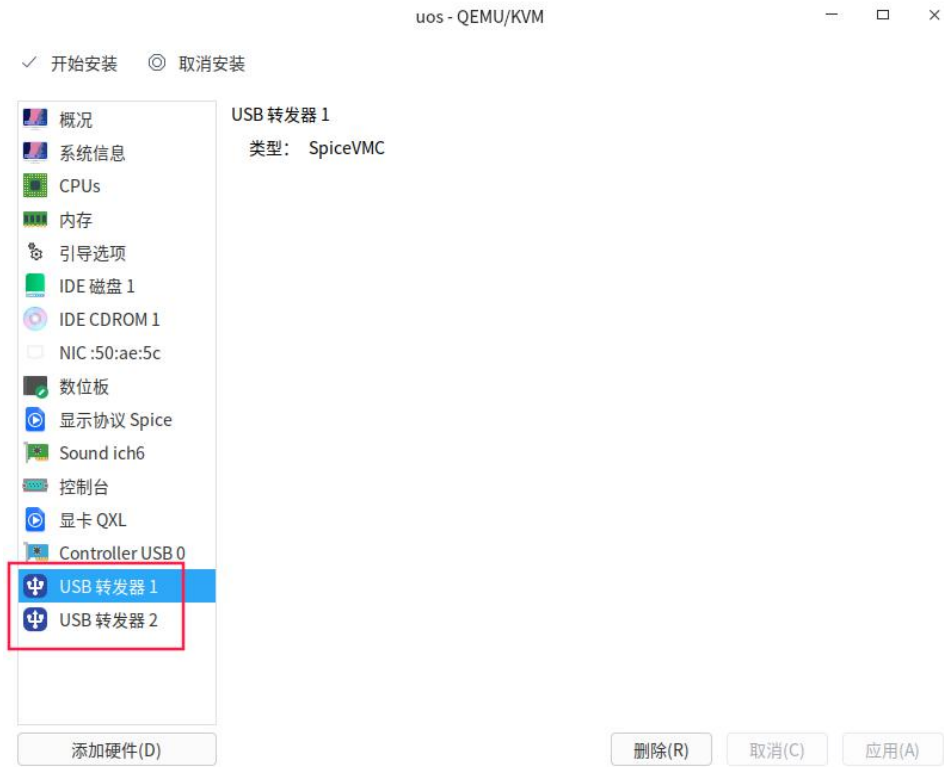 uos - QEMU/KVM
开始安装 取消安装
概况
系统信息
CPUs
内存
引导选项
IDE 磁盘 1
IDE CDROM 1
NIC :50:ae:5c
数位板
显示协议 Spice
Sound ich6
控制台
显卡 QXL
Controller USB 0
USB 转发器 1
USB 转发器 2
USB 转发器 1
类型： SpiceVMC
添加硬件(D) 删除(R) 取消(C) 应用(A)